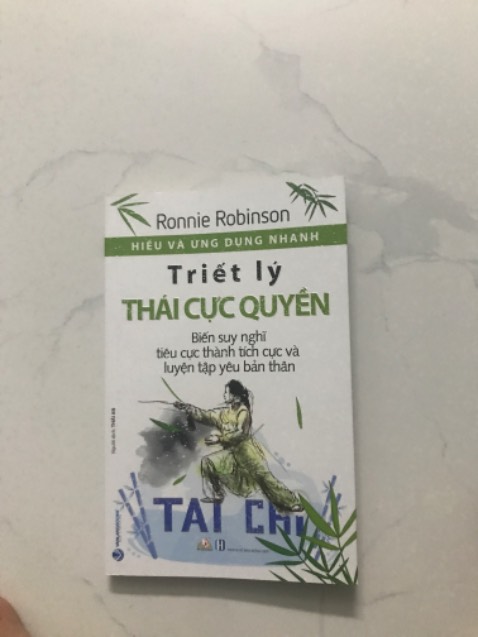 Ronnie Robinson
HIỂU VÀ ỨNG DỤNG NHANH
Triết lý
THÁI CỰC QUYỀN
Biến suy nghĩ
tiêu cực thành tích cực và
luyện tập yêu bản thân
TAI CHI